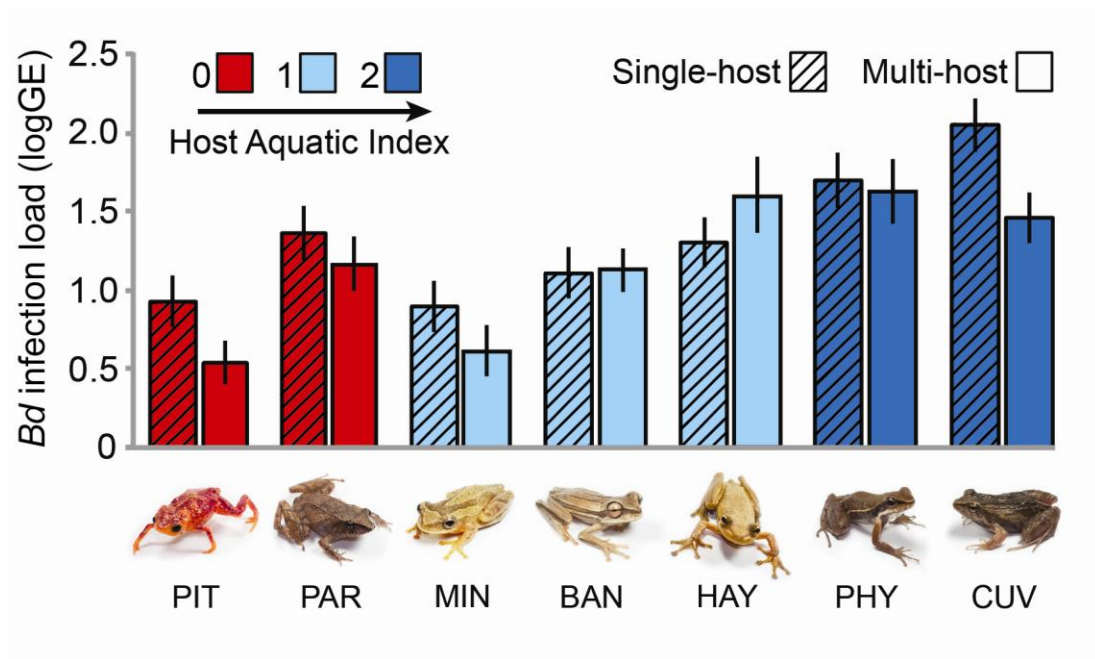 Bd infection load (logGE)
2.5
2.0
1.5
1.0
0.5
0
0 1 2
Host Aquatic Index
Single-host Multi-host
PIT PAR MIN BAN HAY PHY CUV